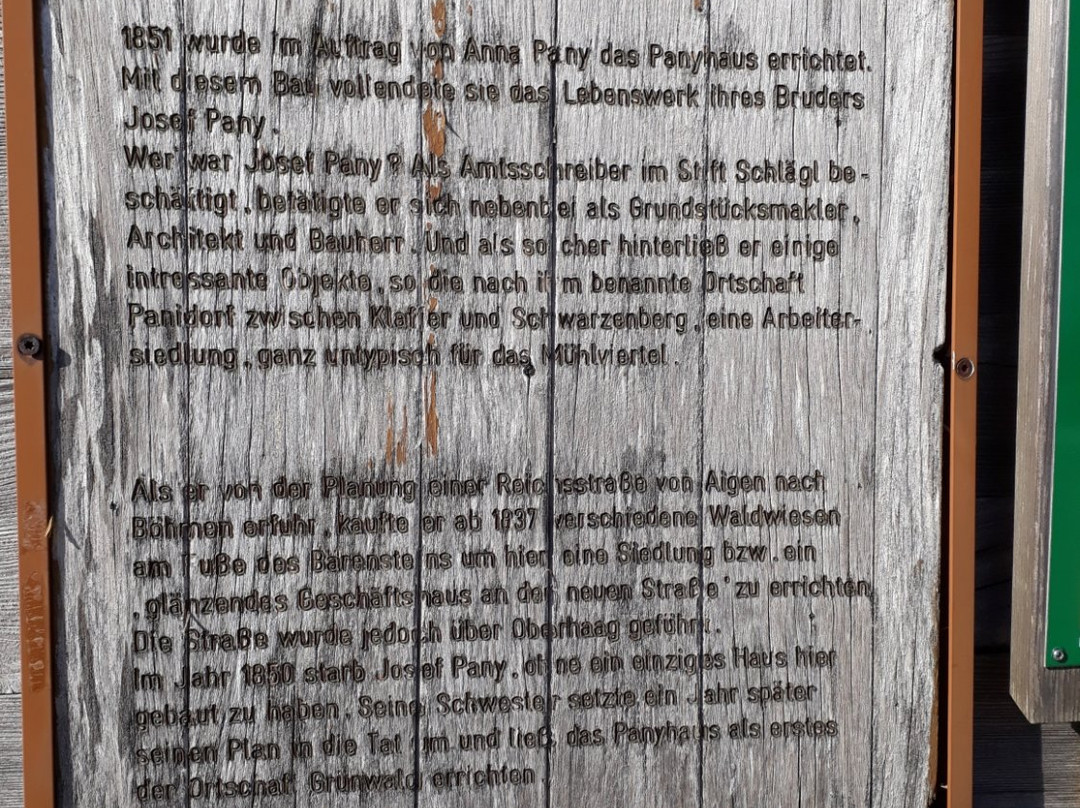 1851 wurde im Auftrag von Anna Pany das Panyhaus errichtet.
Mit diesem Bau vollendete sie das Lebenswerk ihres Bruders
Josef Pany.
Wer war Josef Pany? Als Amtsschreiber im Stift Schlägl be-
schäftigt, betätigte er sich nebenbei als Grundstücksmakler,
Architekt und Bauherr. Und als solcher hinterließ er einige
intressante Objekte, so die nach ihm benannte Ortschaft
Panidorf zwischen Klaffer und Schwarzenberg, eine Arbeiter-
siedlung, ganz untypisch für das Mühlviertel.
Als er von der Planung einer Reichsstraße von Aigen nach
Böhmen erfuhr, kaufte er ab 1837 verschiedene Waldwiesen
am Fuße des Bärensteins um hier eine Siedlung bzw. ein
"glänzendes Geschäftshaus an der neuen Straße" zu errichten.
Die Straße wurde jedoch über Oberhaag geführt.
Im Jahr 1850 starb Josef Pany, ohne ein einziges Haus hier
gebaut zu haben. Seine Schwester setzte ein Jahr später
seinen Plan in die Tat um und ließ das Panyhaus als erstes
der Ortschaft Grünwald errichten.